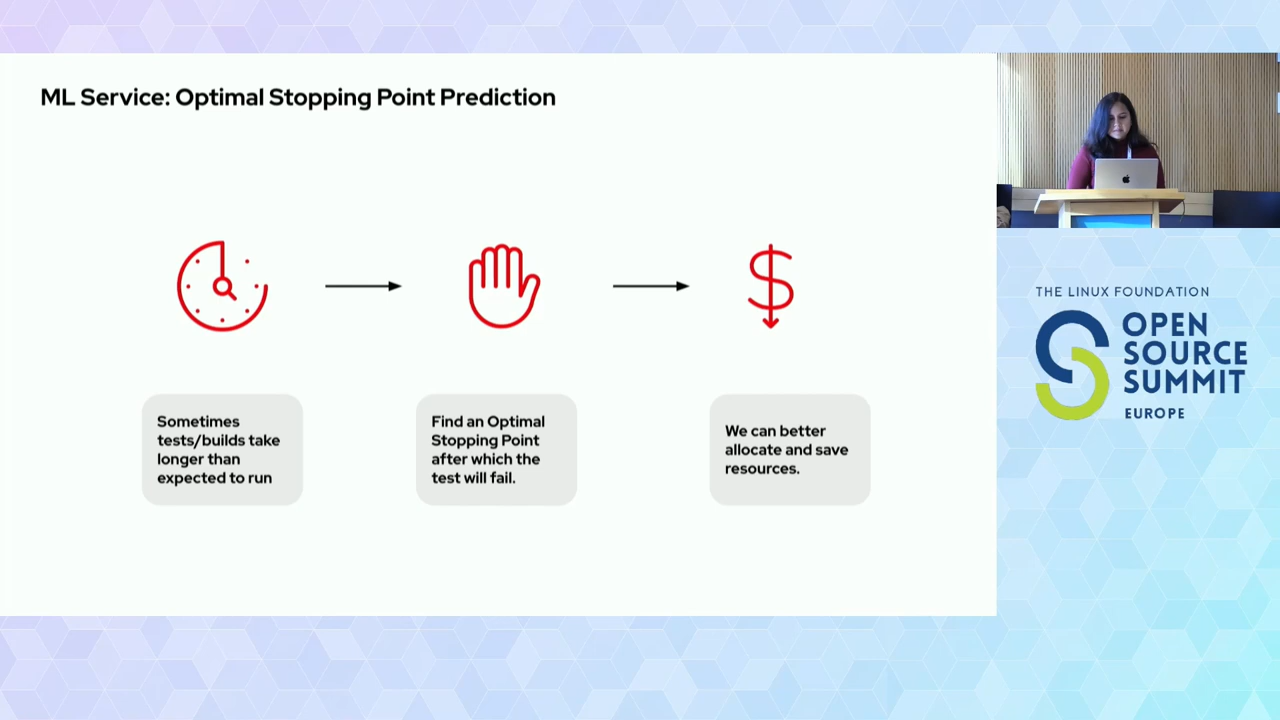 ML Service: Optimal Stopping Point Prediction
Sometimes
tests/builds take
longer than
expected to run
Find an Optimal
Stopping Point
after which the
test will fail.
We can better
allocate and save
resources.
THE LINUX FOUNDATION
OPEN
SOURCE
SUMMIT
EUROPE